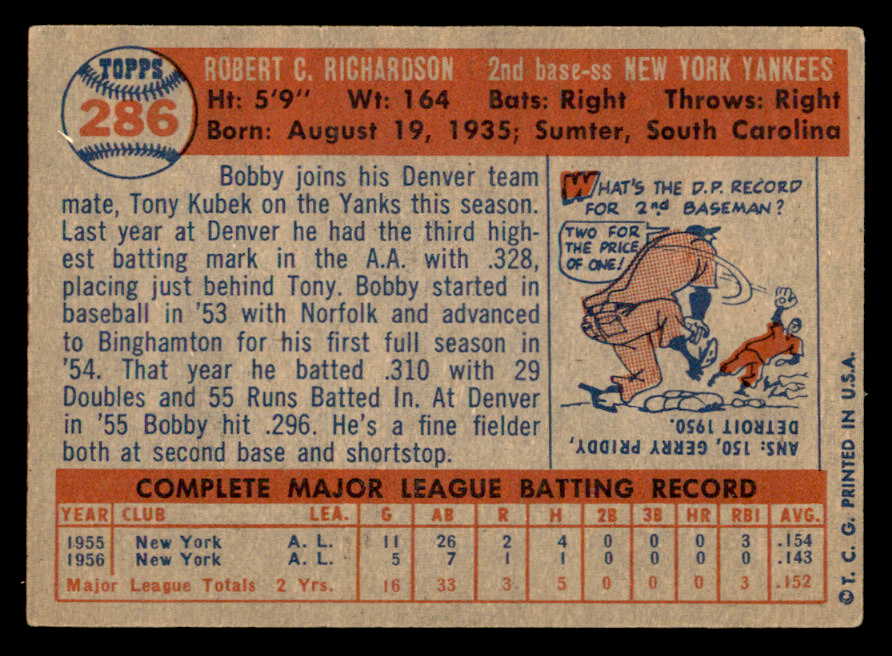 TOPPS
286
ROBERT C. RICHARDSON 2nd base-ss NEW YORK YANKEES
Ht: 5'9" Wt: 164 Bats: Right Throws: Right
Born: August 19, 1935; Sumter, South Carolina
Bobby joins his Denver team
mate, Tony Kubek on the Yanks this season.
Last year at Denver he had the third high-
est batting mark in the A.A. with .328,
placing just behind Tony. Bobby started in
baseball in '53 with Norfolk and advanced
to Binghamton for his first full season in
'54. That year he batted .310 with 29
Doubles and 55 Runs Batted In. At Denver
in '55 Bobby hit .296. He's a fine fielder
both at second base and shortstop.
WHAT'S THE D.P. RECORD
FOR 2nd BASEMAN?
TWO FOR
THE PRICE
OF ONE!
ANS: 150, GERRY PRIDDY,
DETROIT 1950.
COMPLETE MAJOR LEAGUE BATTING RECORD
YEAR CLUB LEA. G AB R H 2B 3B HR RBI AVG.
1955 New York A. L. 11 26 2 4 0 0 0 3 .154
1956 New York A. L. 5 7 1 1 0 0 0 0 .143
Major League Totals 2 Yrs. 16 33 3 5 0 0 0 3 .152
© T. C. G. PRINTED IN U.S.A.